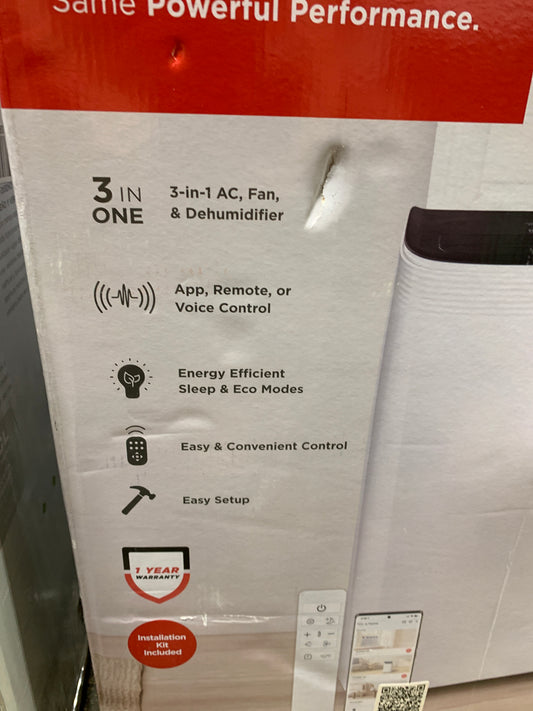 Same Powerful Performance.
3 IN
ONE
3-in-1 AC, Fan,
& Dehumidifier
App, Remote, or
Voice Control
Energy Efficient
Sleep & Eco Modes
Easy & Convenient Control
Easy Setup
1 YEAR
WARRANTY
Installation
Kit
Included